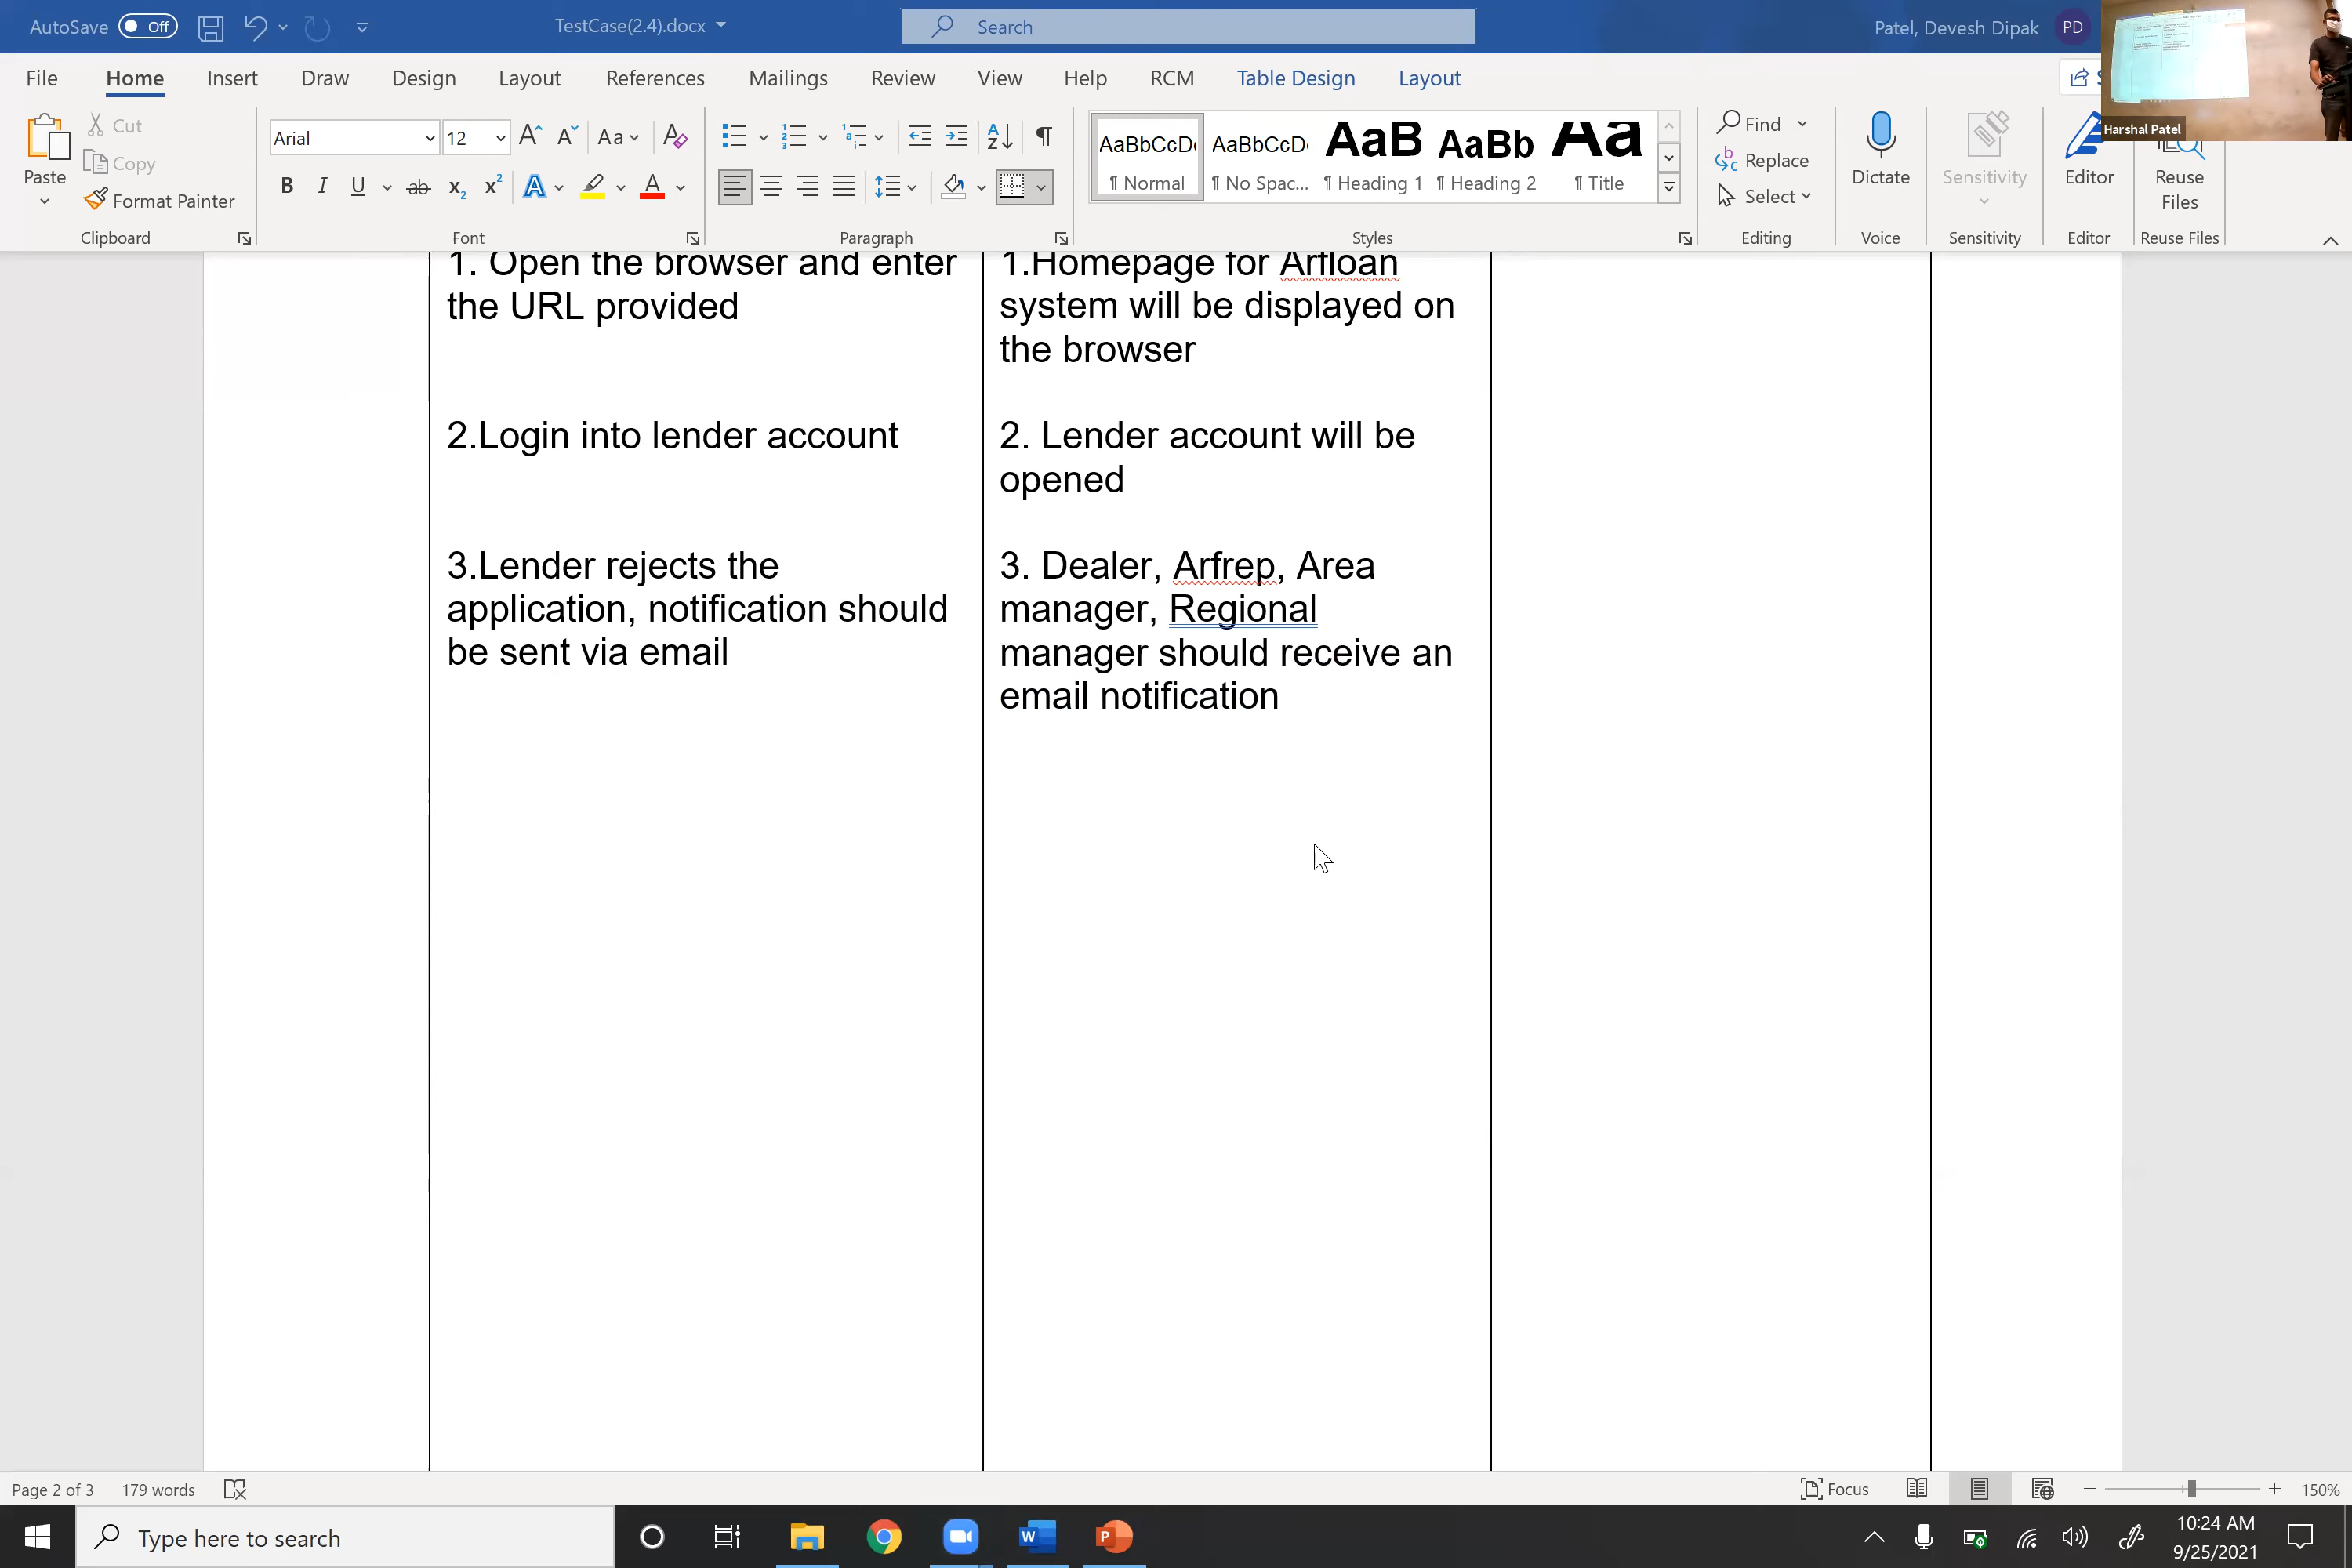 AutoSave Off TestCase(2.4).docx Search Patel, Devesh Dipak PD
File Home Insert Draw Design Layout References Mailings Review View Help RCM Table Design Layout
Paste
Cut
Copy
Format Painter
Clipboard
Arial 12
Font
Paragraph
AaBbCcD AaBbCcD AaB AaBb Aa
¶ Normal ¶ No Spac... ¶ Heading 1 ¶ Heading 2 ¶ Title
Styles
Find
Replace
Select
Editing
Dictate
Voice
Sensitivity
Sensitivity
Editor
Editor
Reuse
Files
Reuse Files
Harshal Patel
1. Open the browser and enter
the URL provided
2.Login into lender account
3.Lender rejects the
application, notification should
be sent via email
1.Homepage for Arfloan
system will be displayed on
the browser
2. Lender account will be
opened
3. Dealer, Arfrep, Area
manager, Regional
manager should receive an
email notification
Page 2 of 3 179 words Focus 150%
Type here to search
10:24 AM
9/25/2021